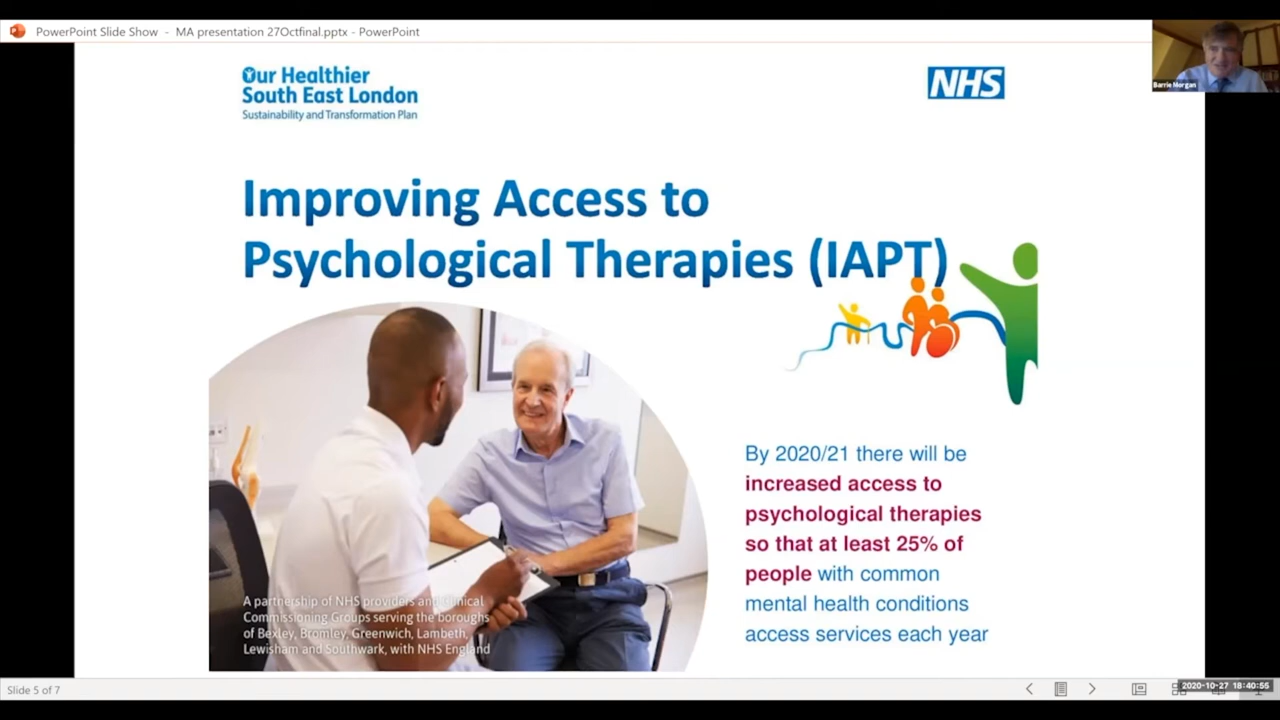 PowerPoint Slide Show - MA presentation 27Octfinal.pptx - PowerPoint
Barrie Morgan
Our Healthier
South East London
Sustainability and Transformation Plan
NHS
Improving Access to
Psychological Therapies (IAPT)
By 2020/21 there will be
increased access to
psychological therapies
so that at least 25% of
people with common
mental health conditions
access services each year
A partnership of NHS providers and Clinical
Commissioning Groups serving the boroughs
of Bexley, Bromley, Greenwich, Lambeth,
Lewisham and Southwark, with NHS England
Slide 5 of 7
2020-10-27 18:40:55